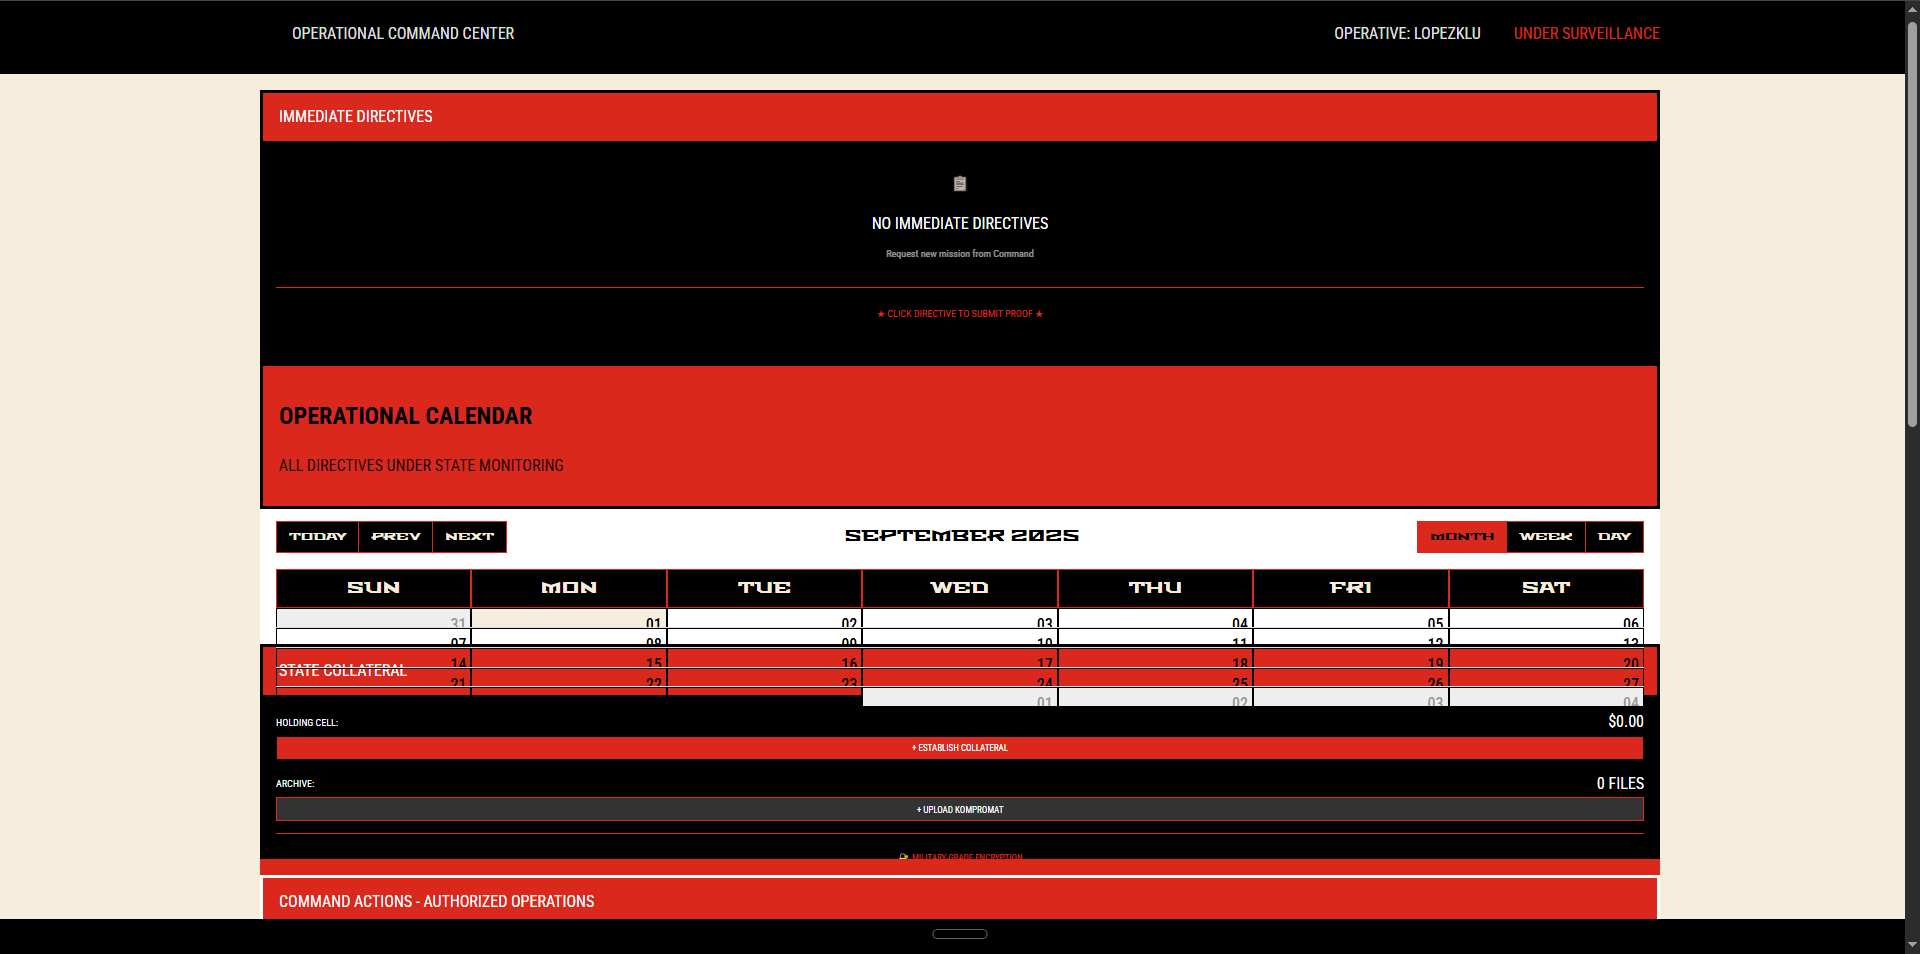 OPERATIONAL COMMAND CENTER
OPERATIVE: LOPEZKLU UNDER SURVEILLANCE
IMMEDIATE DIRECTIVES
NO IMMEDIATE DIRECTIVES
Request new mission from Command
★ CLICK DIRECTIVE TO SUBMIT PROOF ★
OPERATIONAL CALENDAR
ALL DIRECTIVES UNDER STATE MONITORING
TODAY PREV NEXT SEPTEMBER 2025 MONTH WEEK DAY
SUN MON TUE WED THU FRI SAT
31 01 02 03 04 05 06
07 08 09 10 11 12 13
14 15 16 17 18 19 20
STATE COLLATERAL
21 22 23 24 25 26 27
01 02 03 04
HOLDING CELL: $0.00
+ ESTABLISH COLLATERAL
ARCHIVE: 0 FILES
+ UPLOAD KOMPROMAT
MILITARY-GRADE ENCRYPTION
COMMAND ACTIONS - AUTHORIZED OPERATIONS